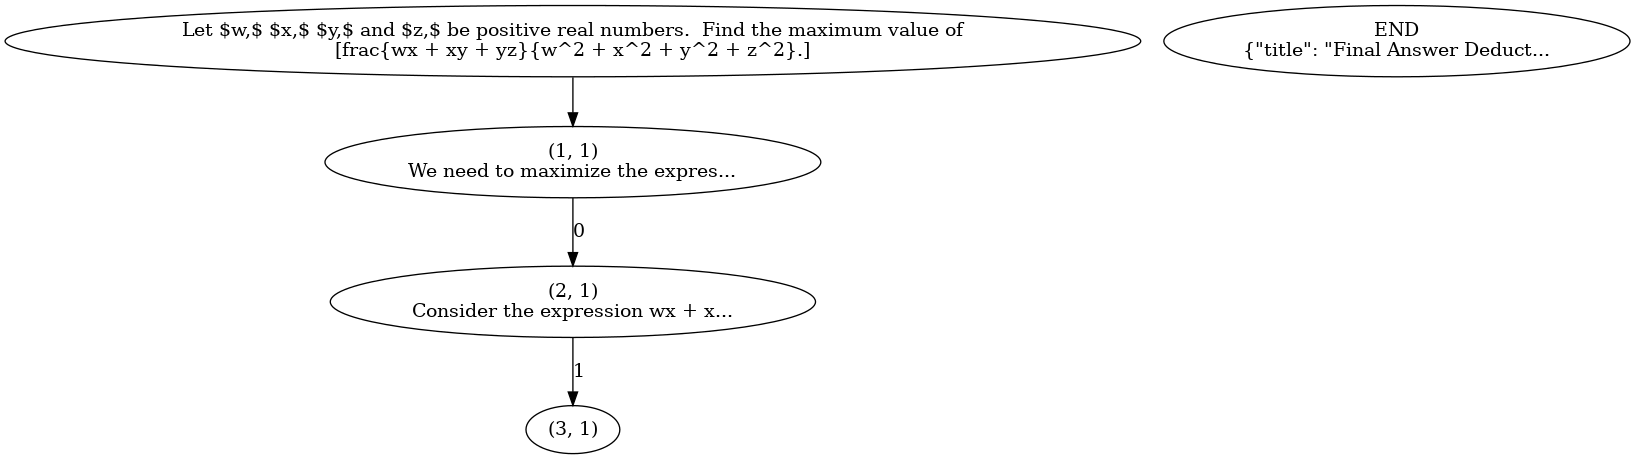 Let $w,$ $x,$ $y,$ and $z,$ be positive real numbers.  Find the maximum value of
[frac{wx + xy + yz}{w^2 + x^2 + y^2 + z^2}.]
END
{"title": "Final Answer Deduct...
(1, 1)
We need to maximize the expres...
0
(2, 1)
Consider the expression wx + x...
1
(3, 1)